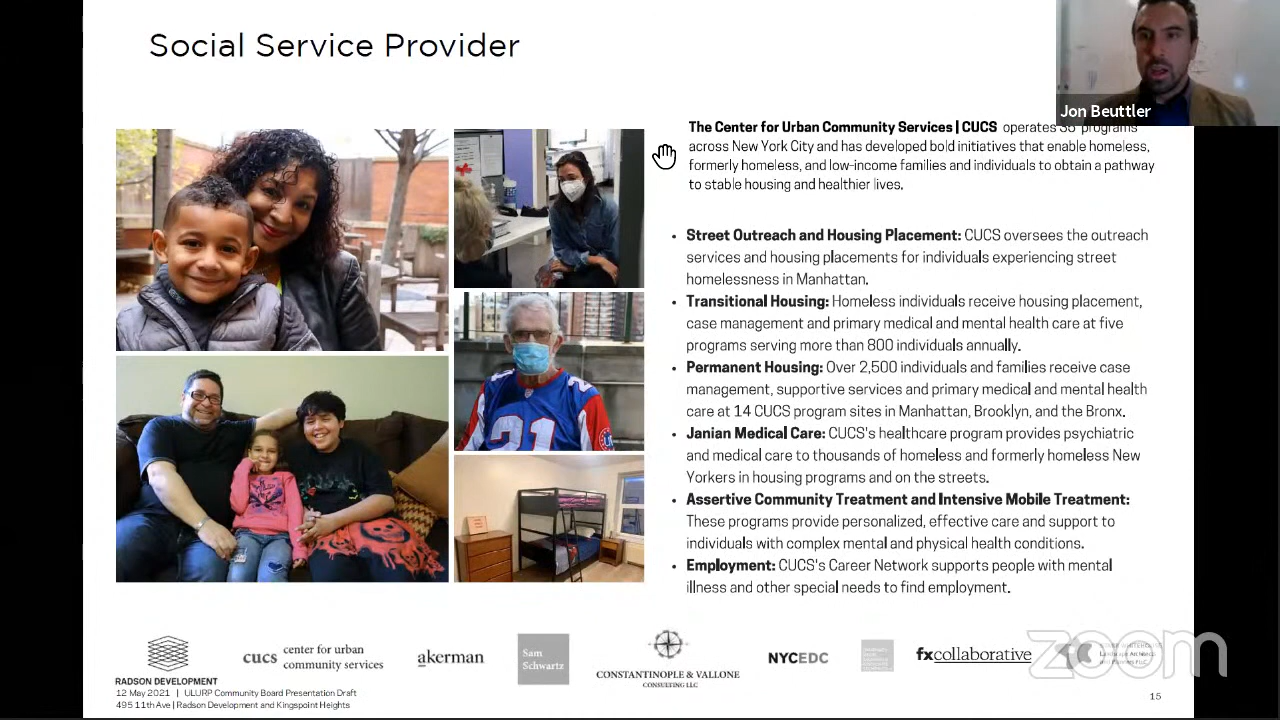 Social Service Provider
Jon Beuttler
The Center for Urban Community Services | CUCS operates 36 programs
across New York City and has developed bold initiatives that enable homeless,
formerly homeless, and low-income families and individuals to obtain a pathway
to stable housing and healthier lives.
• Street Outreach and Housing Placement: CUCS oversees the outreach
services and housing placements for individuals experiencing street
homelessness in Manhattan.
• Transitional Housing: Homeless individuals receive housing placement,
case management and primary medical and mental health care at five
programs serving more than 800 individuals annually.
• Permanent Housing: Over 2,500 individuals and families receive case
management, supportive services and primary medical and mental health
care at 14 CUCS program sites in Manhattan, Brooklyn, and the Bronx.
• Janian Medical Care: CUCS's healthcare program provides psychiatric
and medical care to thousands of homeless and formerly homeless New
Yorkers in housing programs and on the streets.
• Assertive Community Treatment and Intensive Mobile Treatment:
These programs provide personalized, effective care and support to
individuals with complex mental and physical health conditions.
• Employment: CUCS's Career Network supports people with mental
illness and other special needs to find employment.
21
RADSON DEVELOPMENT
cucs center for urban
community services
akerman
Sam
Schwartz
CONSTANTINOPLE & VALLONE
CONSULTING LLC
NYCEDC
fxcollaborative
zoom
12 May 2021 | ULURP Community Board Presentation Draft
495 11th Ave | Radson Development and Kingspoint Heights
15